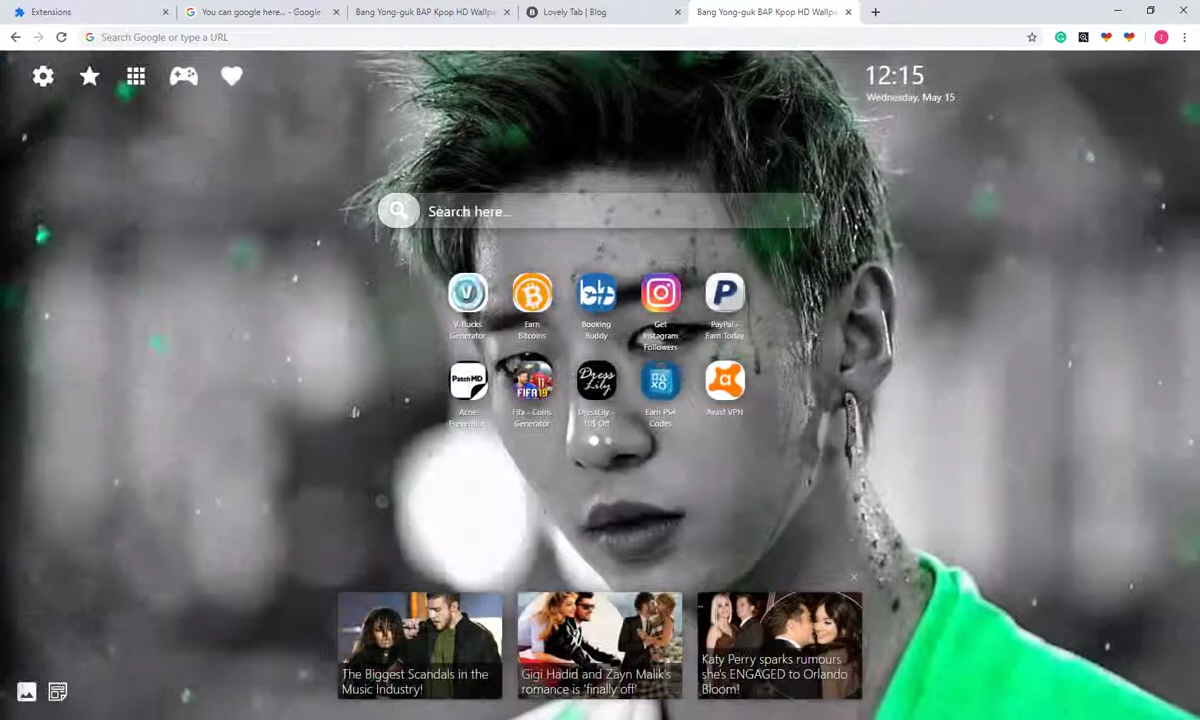 Extensions
You can google here... - Google
Bang Yong-guk BAP Kpop HD Wallpa
Lovely Tab | Blog
Bang Yong-guk BAP Kpop HD Wallpa
Search Google or type a URL
12:15
Wednesday, May 15
Search here...
V-Bucks
Generator
Earn
Bitcoins
Booking
Buddy
Get
Instagram
Followers
PayPal -
Earn Today
PatchMD
Acne
Prevention
FIFA 19
Fifa - Coins
Generator
Dress
Lily
DressLily -
10$ Off
Earn PS4
Codes
Avast VPN
The Biggest Scandals in the
Music Industry!
Gigi Hadid and Zayn Malik's
romance is 'finally off'
Katy Perry sparks rumours
she's ENGAGED to Orlando
Bloom!